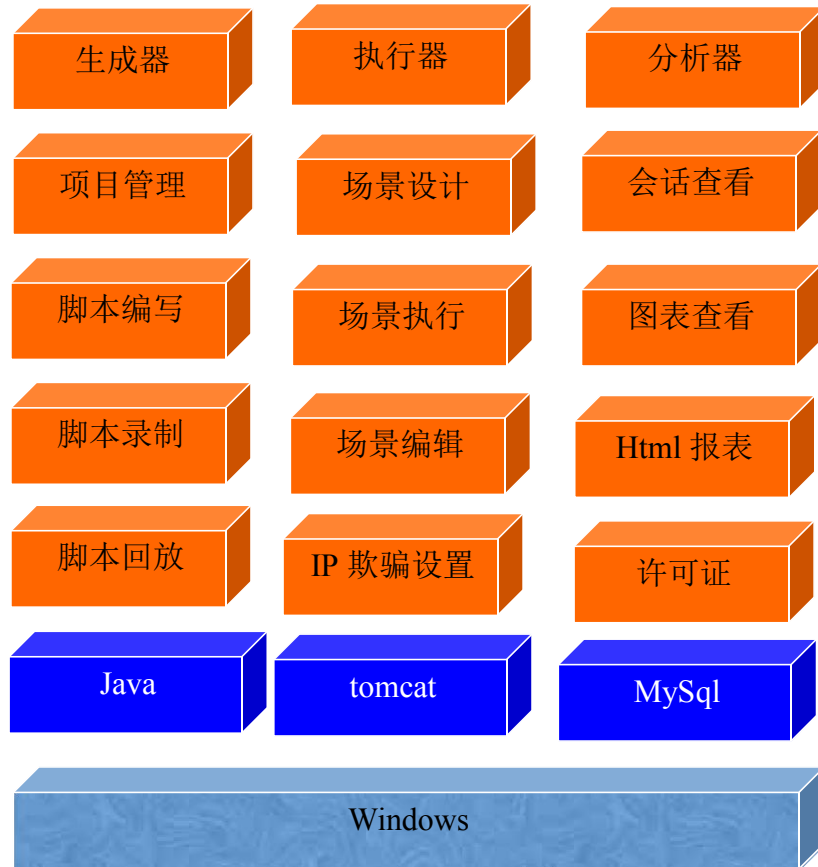 生成器
执行器
分析器
项目管理
场景设计
会话查看
脚本编写
场景执行
图表查看
脚本录制
场景编辑
Html 报表
脚本回放
IP 欺骗设置
许可证
Java
tomcat
MySql
Windows